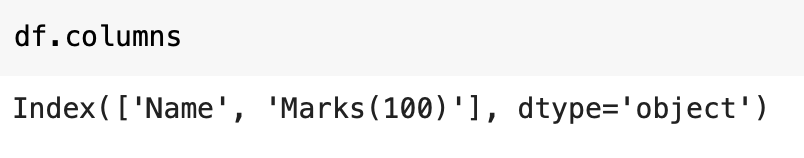 df.columns
Index(['Name', 'Marks(100)'], dtype='object')